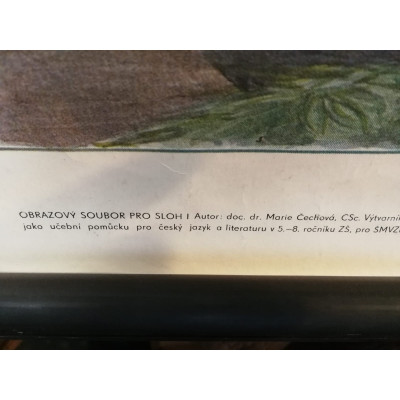 OBRAZOVÝ SOUBOR PRO SLOH I Autor: doc. dr. Marie Čechová, CSc. Výtvarní
jako učební pomůcku pro český jazyk a literaturu v 5.–8. ročníku ZŠ, pro SMVZ